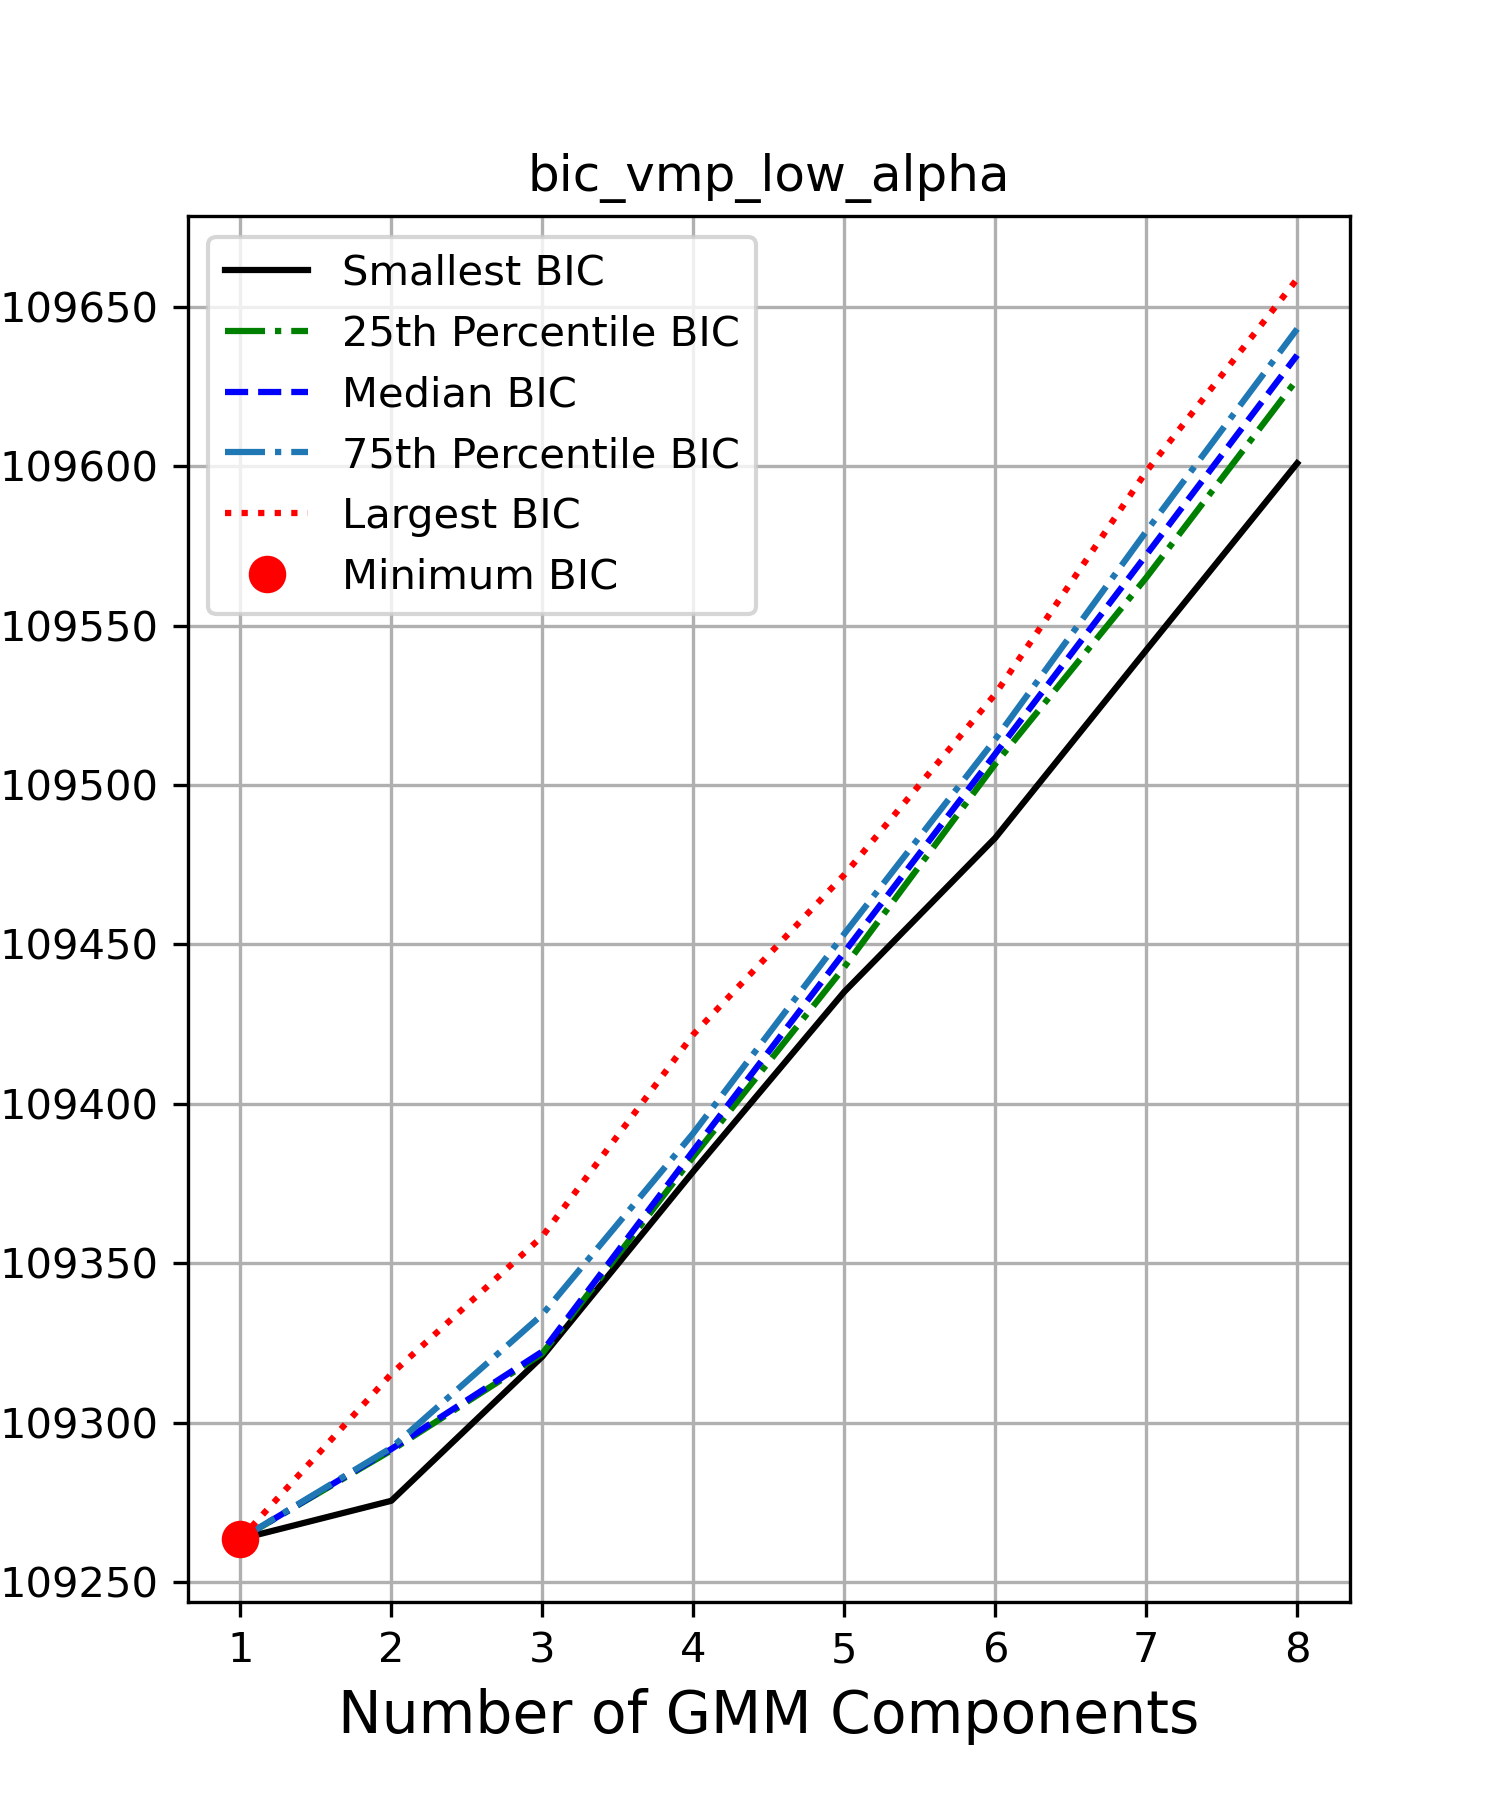 bic_vmp_low_alpha
Smallest BIC
25th Percentile BIC
Median BIC
75th Percentile BIC
Largest BIC
Minimum BIC
109650
109600
109550
109500
109450
109400
109350
109300
109250
1 2 3 4 5 6 7 8
Number of GMM Components